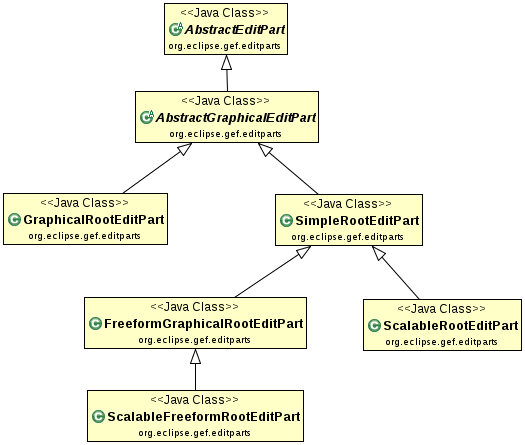 <<Java Class>>
AbstractEditPart
org.eclipse.gef.editparts
<<Java Class>>
AbstractGraphicalEditPart
org.eclipse.gef.editparts
<<Java Class>>
GraphicalRootEditPart
org.eclipse.gef.editparts
<<Java Class>>
SimpleRootEditPart
org.eclipse.gef.editparts
<<Java Class>>
FreeformGraphicalRootEditPart
org.eclipse.gef.editparts
<<Java Class>>
ScalableRootEditPart
org.eclipse.gef.editparts
<<Java Class>>
ScalableFreeformRootEditPart
org.eclipse.gef.editparts